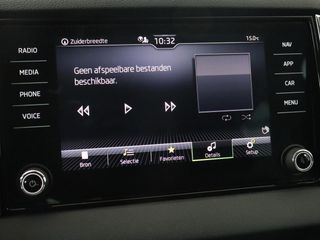 Zuiderbreedte
10:32
15.0°C
RADIO
MEDIA
PHONE
VOICE
Geen afspeelbare bestanden
beschikbaar.
NAV
APP
CAR
MENU
Bron
Selectie
Favorieten
Details
Setup